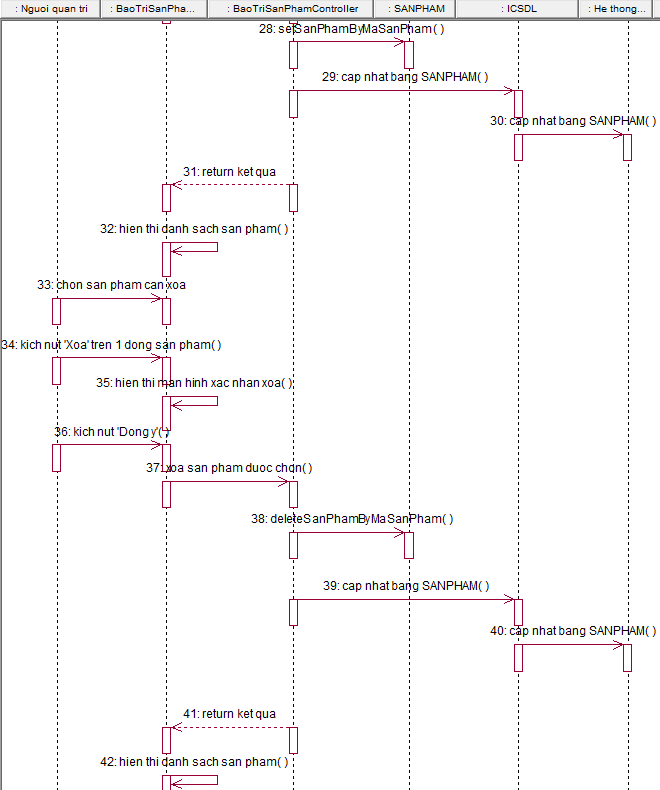 : Nguoi quan tri
: BaoTriSanPha...
: BaoTriSanPhamController
: SANPHAM
: ICSDL
: He thong...
28: setSanPhamByMaSanPham( )
29: cap nhat bang SANPHAM( )
30: cap nhat bang SANPHAM( )
31: return ket qua
32: hien thi danh sach san pham( )
33: chon san pham can xoa
34: kich nut 'Xoa' tren 1 dong san pham( )
35: hien thi man hinh xac nhan xoa( )
36: kich nut 'Dong y'( )
37: xoa san pham duoc chon( )
38: deleteSanPhamByMaSanPham( )
39: cap nhat bang SANPHAM( )
40: cap nhat bang SANPHAM( )
41: return ket qua
42: hien thi danh sach san pham( )